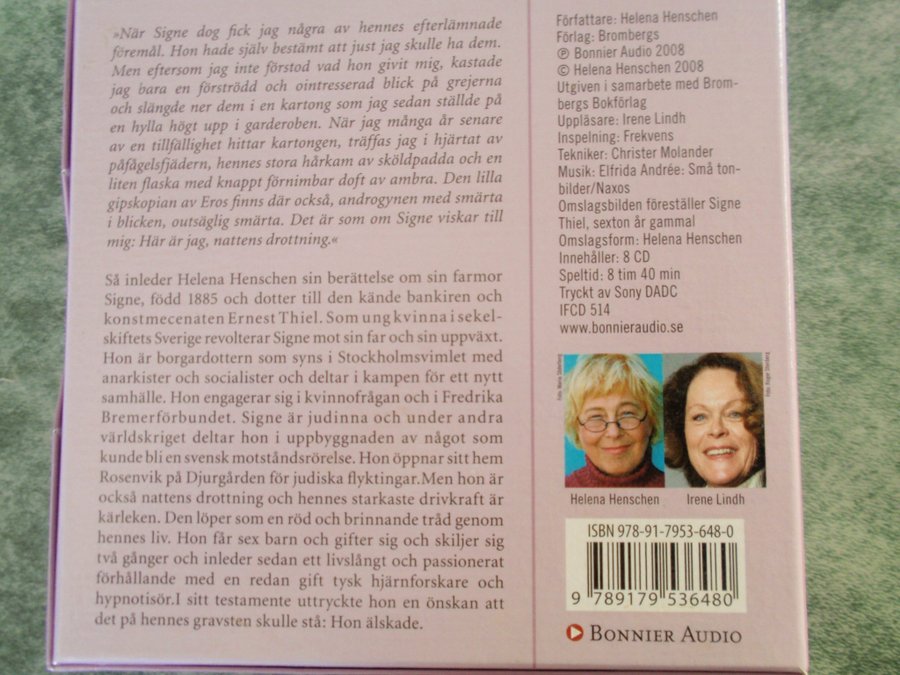 »När Signe dog fick jag några av hennes efterlämnade
föremål. Hon hade själv bestämt att just jag skulle ha dem.
Men eftersom jag inte förstod vad hon givit mig, kastade
jag bara en förströdd och ointresserad blick på grejerna
och slängde ner dem i en kartong som jag sedan ställde på
en hylla högt upp i garderoben. När jag många år senare
av en tillfällighet hittar kartongen, träffas jag i hjärtat av
påfågelsfjädern, hennes stora hårkam av sköldpadda och en
liten flaska med knappt förnimbar doft av ambra. Den lilla
gipskopian av Eros finns där också, androgynen med smärta
i blicken, outsäglig smärta. Det är som om Signe viskar till
mig: Här är jag, nattens drottning.«
Så inleder Helena Henschen sin berättelse om sin farmor
Signe, född 1885 och dotter till den kände bankiren och
konstmecenaten Ernest Thiel. Som ung kvinna i sekel-
skiftets Sverige revolterar Signe mot sin far och sin uppväxt.
Hon är borgardottern som syns i Stockholmsvimlet med
anarkister och socialister och deltar i kampen för ett nytt
samhälle. Hon engagerar sig i kvinnofrågan och i Fredrika
Bremerförbundet. Signe är judinna och under andra
världskriget deltar hon i uppbyggnaden av något som
kunde bli en svensk motståndsrörelse. Hon öppnar sitt hem
Rosenvik på Djurgården för judiska flyktingar.Men hon är
också nattens drottning och hennes starkaste drivkraft är
kärleken. Den löper som en röd och brinnande tråd genom
hennes liv. Hon får sex barn och gifter sig och skiljer sig
två gånger och inleder sedan ett livslångt och passionerat
förhållande med en redan gift tysk hjärnforskare och
hypnotisör.I sitt testamente uttryckte hon en önskan att
det på hennes gravsten skulle stå: Hon älskade.
Författare: Helena Henschen
Förlag: Brombergs
℗ Bonnier Audio 2008
© Helena Henschen 2008
Utgiven i samarbete med Brom-
bergs Bokförlag
Uppläsare: Irene Lindh
Inspelning: Frekvens
Tekniker: Christer Molander
Musik: Elfrida Andrée: Små ton-
bilder/Naxos
Omslagsbilden föreställer Signe
Thiel, sexton år gammal
Omslagsform: Helena Henschen
Innehåller: 8 CD
Speltid: 8 tim 40 min
Tryckt av Sony DADC
IFCD 514
www.bonnieraudio.se
Helena Henschen
Irene Lindh
ISBN 978-91-7953-648-0
9 789179 536480
BONNIER AUDIO